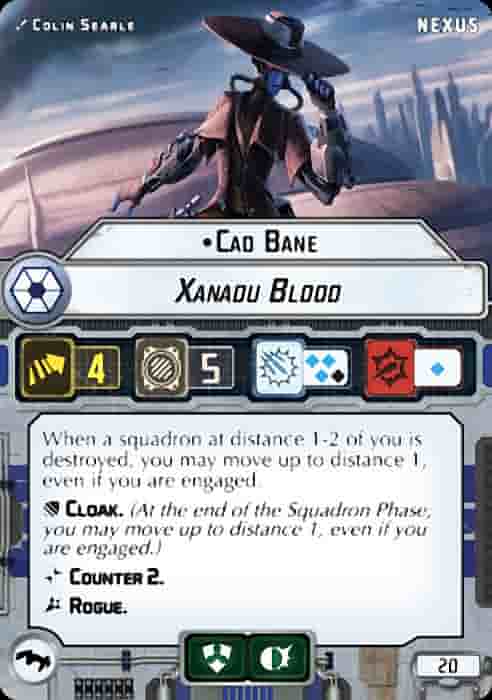 COLIN SEARLE
NEXUS
•CAD BANE
XANADU BLOOD
4 5
When a squadron at distance 1-2 of you is
destroyed, you may move up to distance 1,
even if you are engaged.
CLOAK. (At the end of the Squadron Phase,
you may move up to distance 1, even if you
are engaged.)
COUNTER 2.
ROGUE.
20